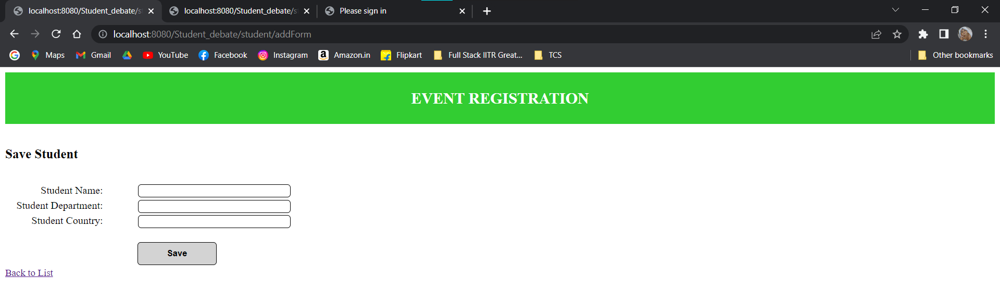 localhost:8080/Student_debate/s
localhost:8080/Student_debate/s
Please sign in
localhost:8080/Student_debate/student/addForm
Maps
Gmail
YouTube
Facebook
Instagram
Amazon.in
Flipkart
Full Stack IITR Great...
TCS
Other bookmarks
EVENT REGISTRATION
Save Student
Student Name:
Student Department:
Student Country:
Save
Back to List